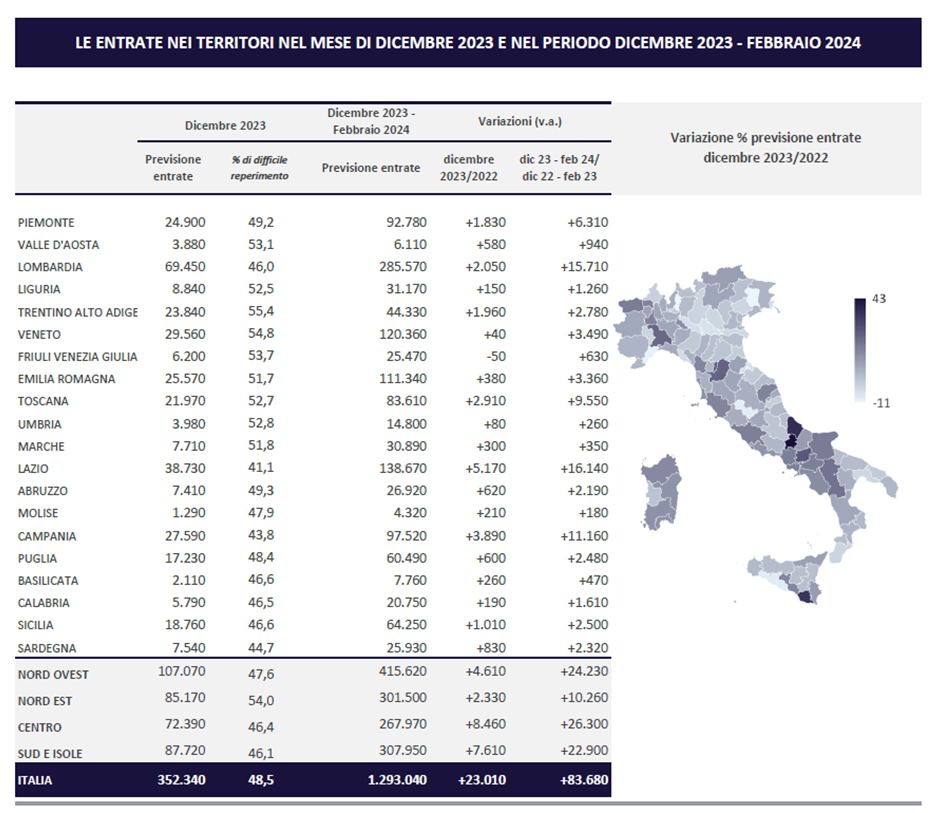 LE ENTRATE NEI TERRITORI NEL MESE DI DICEMBRE 2023 E NEL PERIODO DICEMBRE 2023 - FEBBRAIO 2024
Dicembre 2023
Dicembre 2023 -
Febbraio 2024
Variazioni (v.a.)
Previsione
entrate
% di difficile
reperimento
Previsione entrate
dicembre
2023/2022
dic 23 - feb 24/
dic 22 - feb 23
Variazione % previsione entrate
dicembre 2023/2022
PIEMONTE 24.900 49,2 92.780 +1.830 +6.310
VALLE D'AOSTA 3.880 53,1 6.110 +580 +940
LOMBARDIA 69.450 46,0 285.570 +2.050 +15.710
LIGURIA 8.840 52,5 31.170 +150 +1.260
TRENTINO ALTO ADIGE 23.840 55,4 44.330 +1.960 +2.780
VENETO 29.560 54,8 120.360 +40 +3.490
FRIULI VENEZIA GIULIA 6.200 53,7 25.470 -50 +630
EMILIA ROMAGNA 25.570 51,7 111.340 +380 +3.360
TOSCANA 21.970 52,7 83.610 +2.910 +9.550
UMBRIA 3.980 52,8 14.800 +80 +260
MARCHE 7.710 51,8 30.890 +300 +350
LAZIO 38.730 41,1 138.670 +5.170 +16.140
ABRUZZO 7.410 49,3 26.920 +620 +2.190
MOLISE 1.290 47,9 4.320 +210 +180
CAMPANIA 27.590 43,8 97.520 +3.890 +11.160
PUGLIA 17.230 48,4 60.490 +600 +2.480
BASILICATA 2.110 46,6 7.760 +260 +470
CALABRIA 5.790 46,5 20.750 +190 +1.610
SICILIA 18.760 46,6 64.250 +1.010 +2.500
SARDEGNA 7.540 44,7 25.930 +830 +2.320
NORD OVEST 107.070 47,6 415.620 +4.610 +24.230
NORD EST 85.170 54,0 301.500 +2.330 +10.260
CENTRO 72.390 46,4 267.970 +8.460 +26.300
SUD E ISOLE 87.720 46,1 307.950 +7.610 +22.900
ITALIA 352.340 48,5 1.293.040 +23.010 +83.680
43
-11